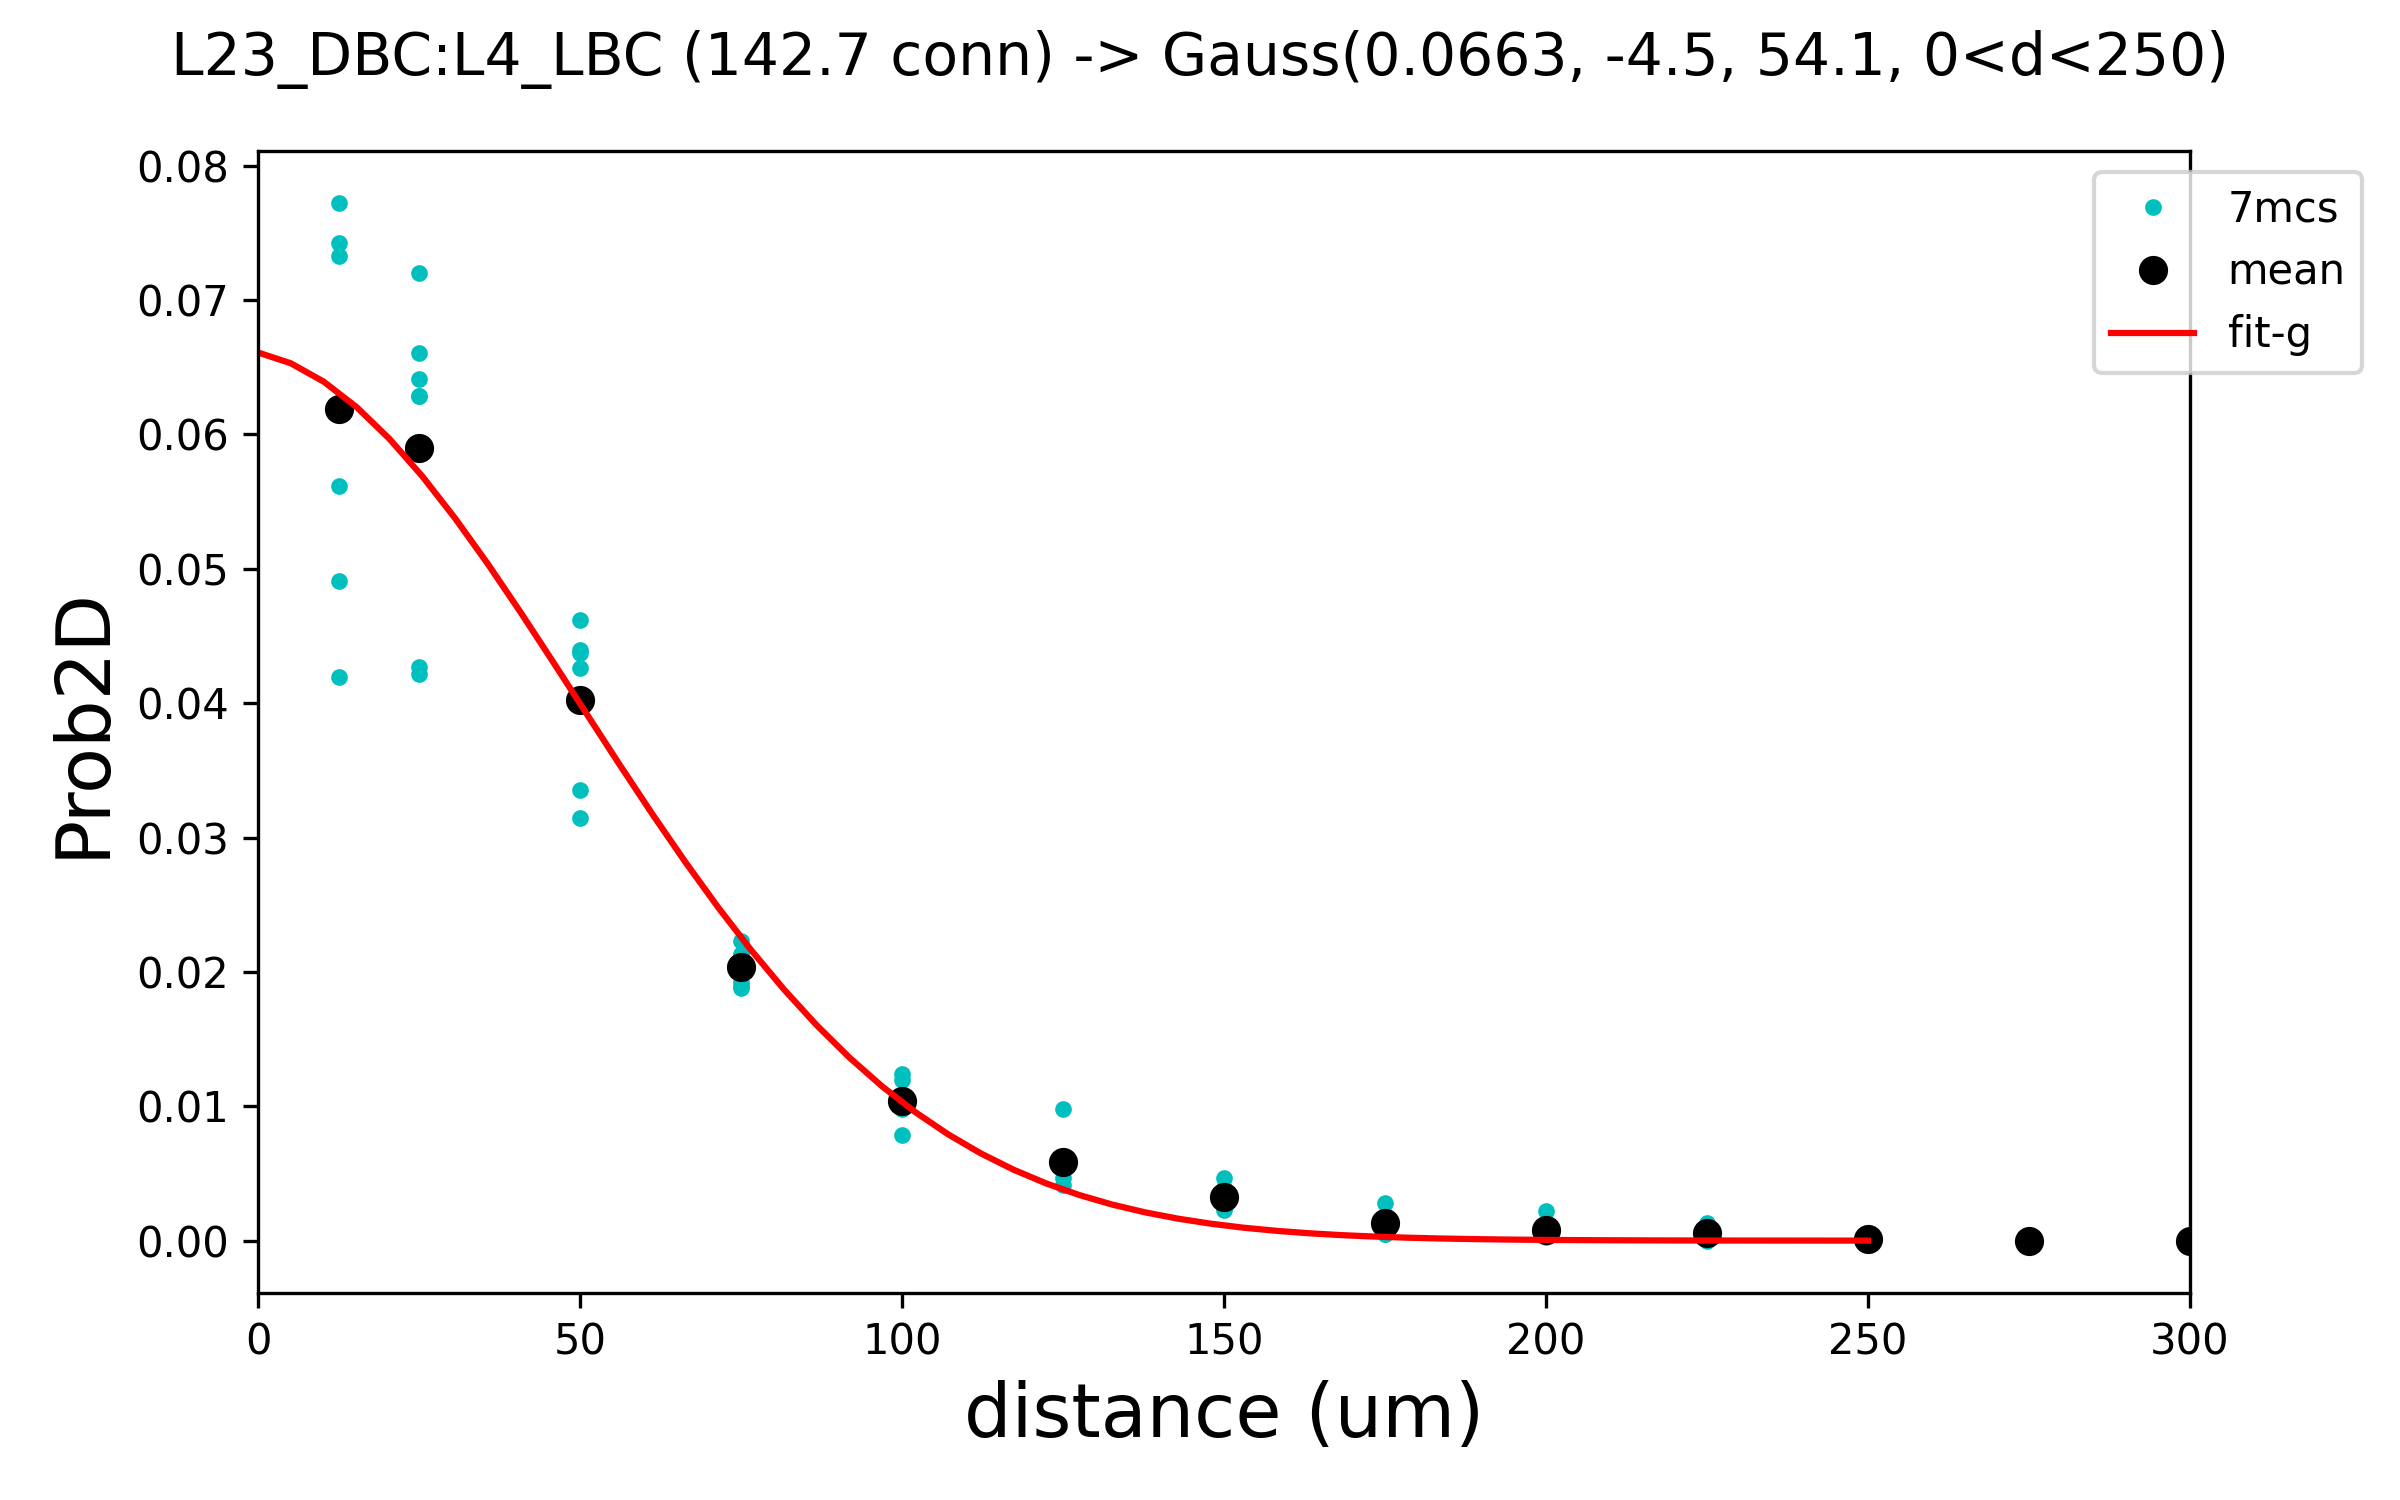 L23_DBC:L4_LBC (142.7 conn) -> Gauss(0.0663, -4.5, 54.1, 0<d<250)
0.08
0.07
0.06
0.05
0.04
0.03
0.02
0.01
0.00
Prob2D
7mcs
mean
fit-g
0 50 100 150 200 250 300
distance (um)